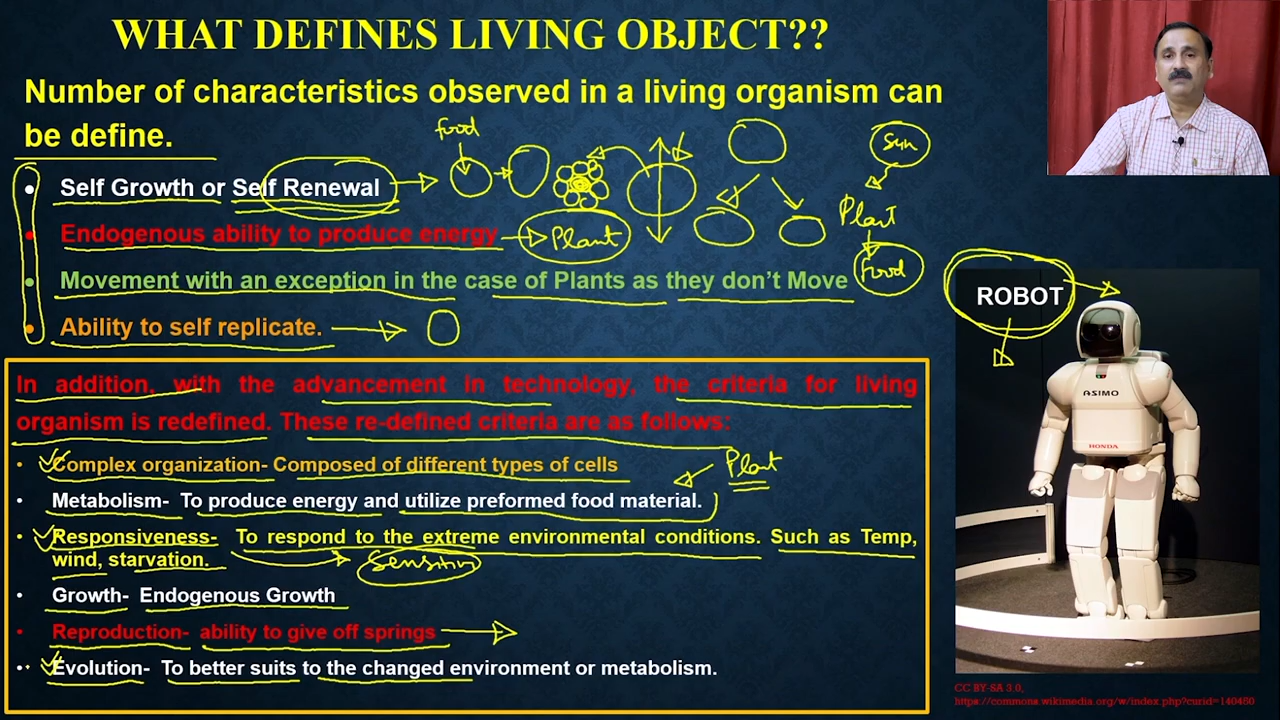 WHAT DEFINES LIVING OBJECT??
Number of characteristics observed in a living organism can
be define.
• Self Growth or Self Renewal
food
• Endogenous ability to produce energy
Plant
• Movement with an exception in the case of Plants as they don't Move
• Ability to self replicate.
Sun
Plant
food
ROBOT
ASIMO
HONDA
In addition, with the advancement in technology, the criteria for living
organism is redefined. These re-defined criteria are as follows:
• Complex organization- Composed of different types of cells
Plant
• Metabolism- To produce energy and utilize preformed food material.
• Responsiveness- To respond to the extreme environmental conditions. Such as Temp,
wind, starvation.
• Growth- Endogenous Growth
• Reproduction- ability to give off springs
• Evolution- To better suits to the changed environment or metabolism.
CC BY-SA 3.0,
https://commons.wikimedia.org/w/index.php?curid=140460